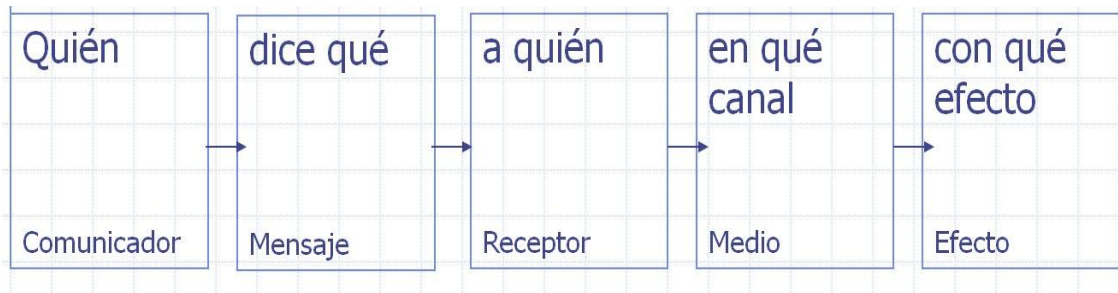 Quién
Comunicador
dice qué
Mensaje
a quién
Receptor
en qué
canal
Medio
con qué
efecto
Efecto